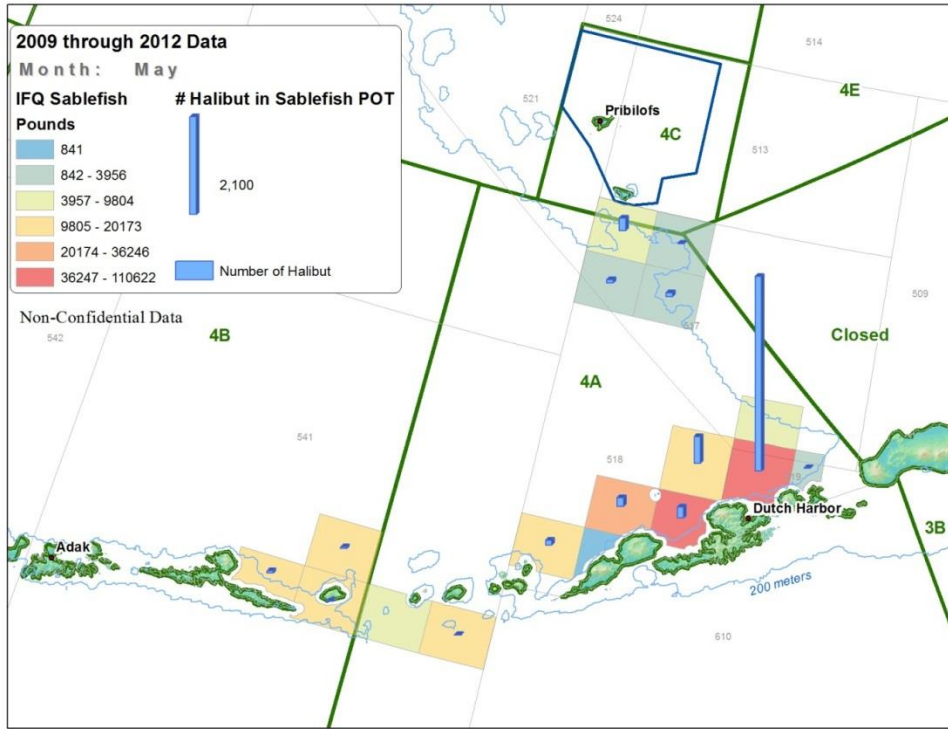 2009 through 2012 Data
Month: May
IFQ Sablefish
Pounds
841
842 - 3956
3957 - 9804
9805 - 20173
20174 - 36246
36247 - 110622
# Halibut in Sablefish POT
2,100
Number of Halibut
Non-Confidential Data
524
514
521
4E
Pribilofs
4C
513
509
517
542
4B
Closed
4A
541
518
19
Dutch Harbor
3B
Adak
200 meters
610